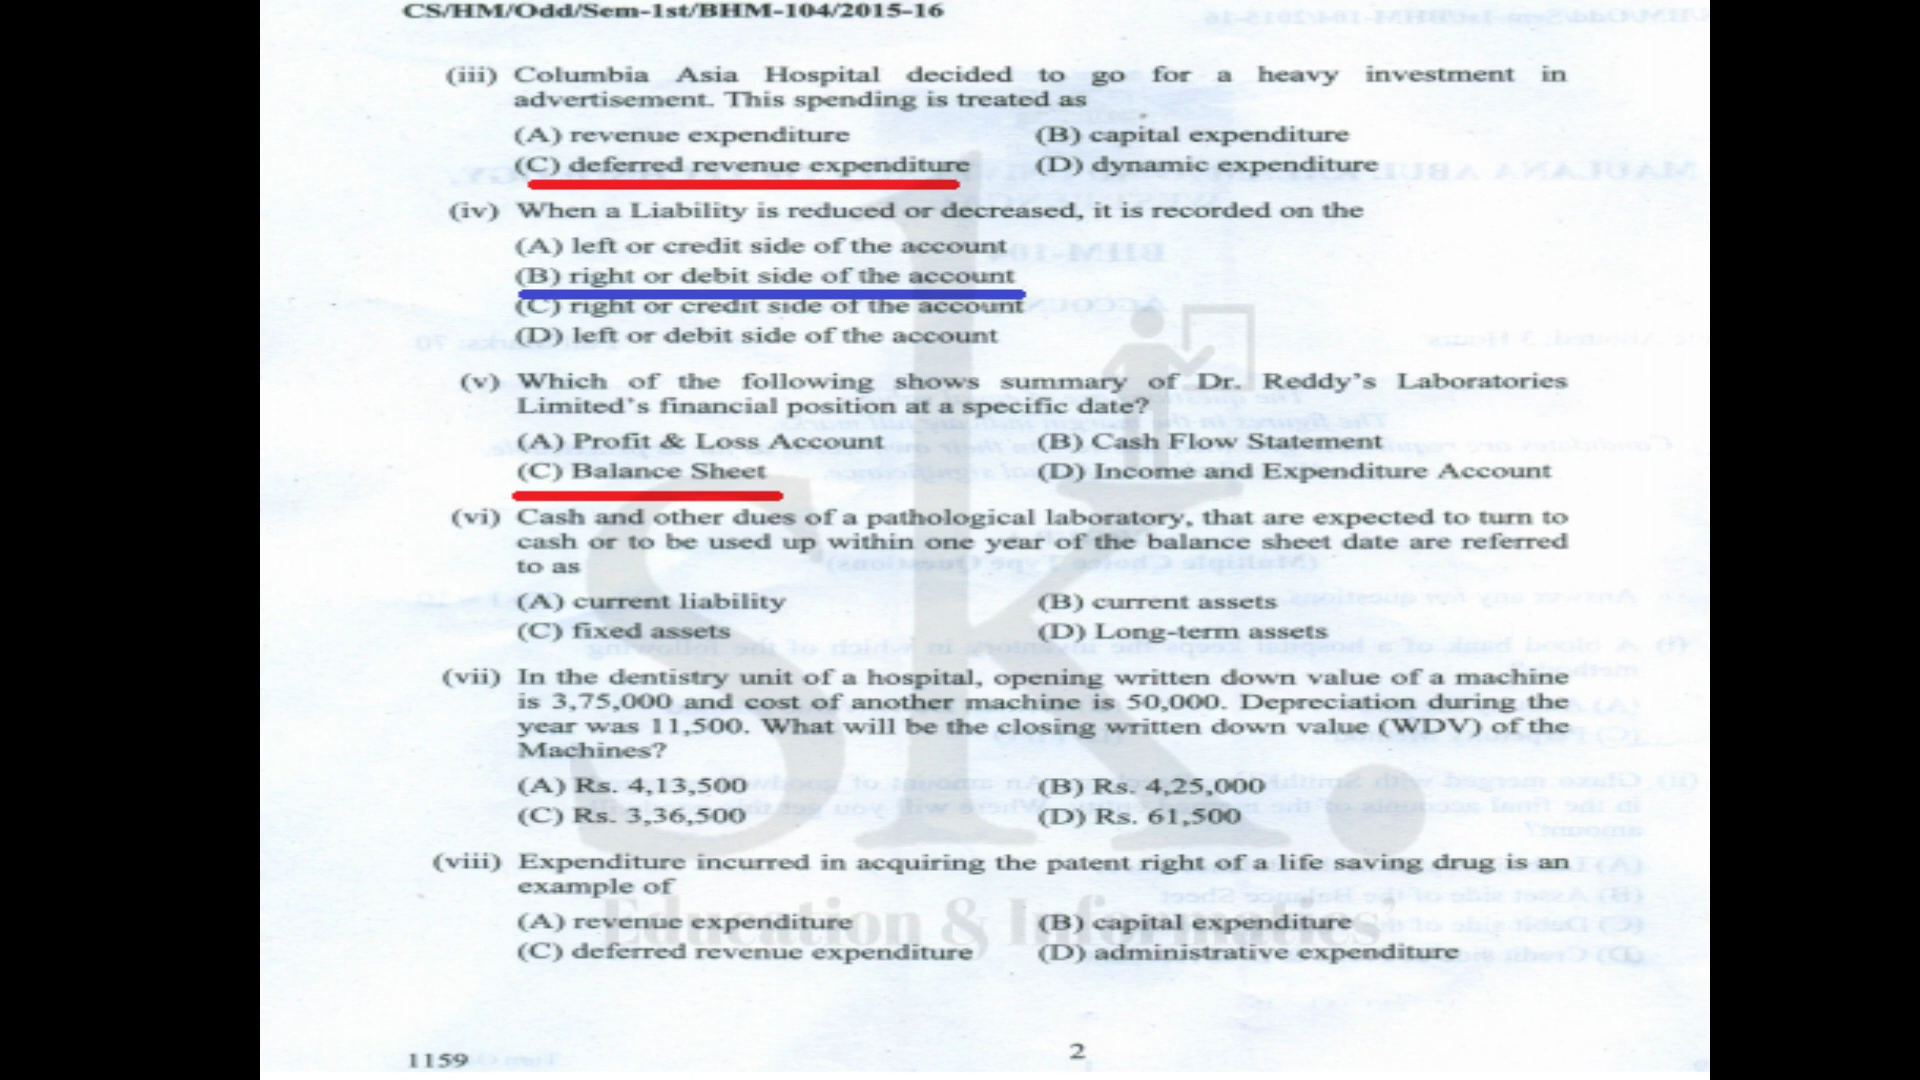 CS/HM/Odd/Sem-1st/BHM-104/2015-16
(iii) Columbia Asia Hospital decided to go for a heavy investment in
advertisement. This spending is treated as
(A) revenue expenditure (B) capital expenditure
(C) deferred revenue expenditure (D) dynamic expenditure
(iv) When a Liability is reduced or decreased, it is recorded on the
(A) left or credit side of the account
(B) right or debit side of the account
(C) right or credit side of the account
(D) left or debit side of the account
(v) Which of the following shows summary of Dr. Reddy's Laboratories
Limited's financial position at a specific date?
(A) Profit & Loss Account (B) Cash Flow Statement
(C) Balance Sheet (D) Income and Expenditure Account
(vi) Cash and other dues of a pathological laboratory, that are expected to turn to
cash or to be used up within one year of the balance sheet date are referred
to as
(A) current liability (B) current assets
(C) fixed assets (D) Long-term assets
(vii) In the dentistry unit of a hospital, opening written down value of a machine
is 3,75,000 and cost of another machine is 50,000. Depreciation during the
year was 11,500. What will be the closing written down value (WDV) of the
Machines?
(A) Rs. 4,13,500 (B) Rs. 4,25,000
(C) Rs. 3,36,500 (D) Rs. 61,500
(viii) Expenditure incurred in acquiring the patent right of a life saving drug is an
example of
(A) revenue expenditure (B) capital expenditure
(C) deferred revenue expenditure (D) administrative expenditure
SK.
Education & Informatics'
1159 2